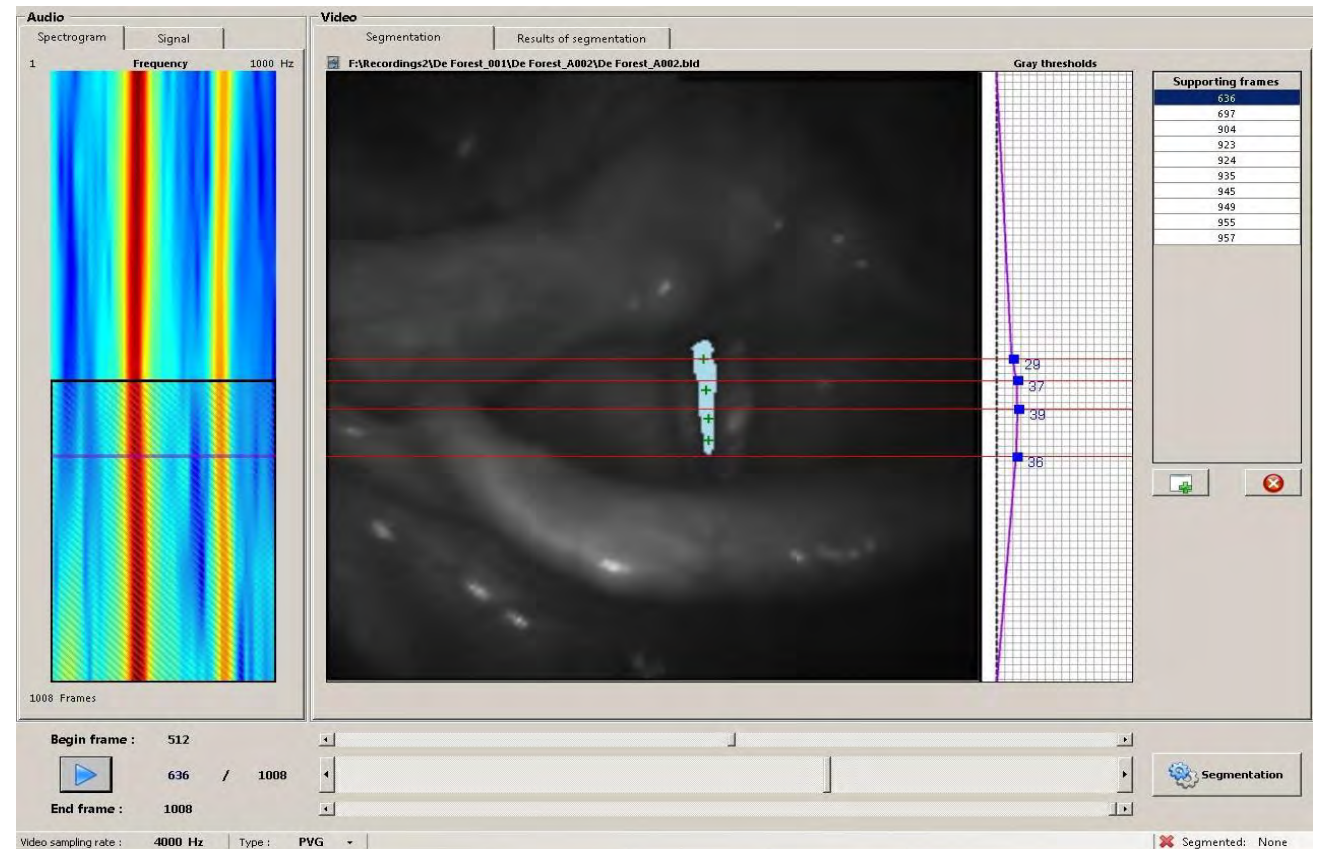 Audio
Video
Spectrogram Signal
Segmentation Results of segmentation
1 Frequency 1000 Hz
F:\Recordings2\De Forest_001\De Forest_A002\De Forest_A002.bld
Gray thresholds
Supporting frames
636
697
904
923
924
935
945
949
955
957
29
37
39
36
1008 Frames
Begin frame : 512
636 / 1008
End frame : 1008
Segmentation
Video sampling rate : 4000 Hz Type : PVG
Segmented: None